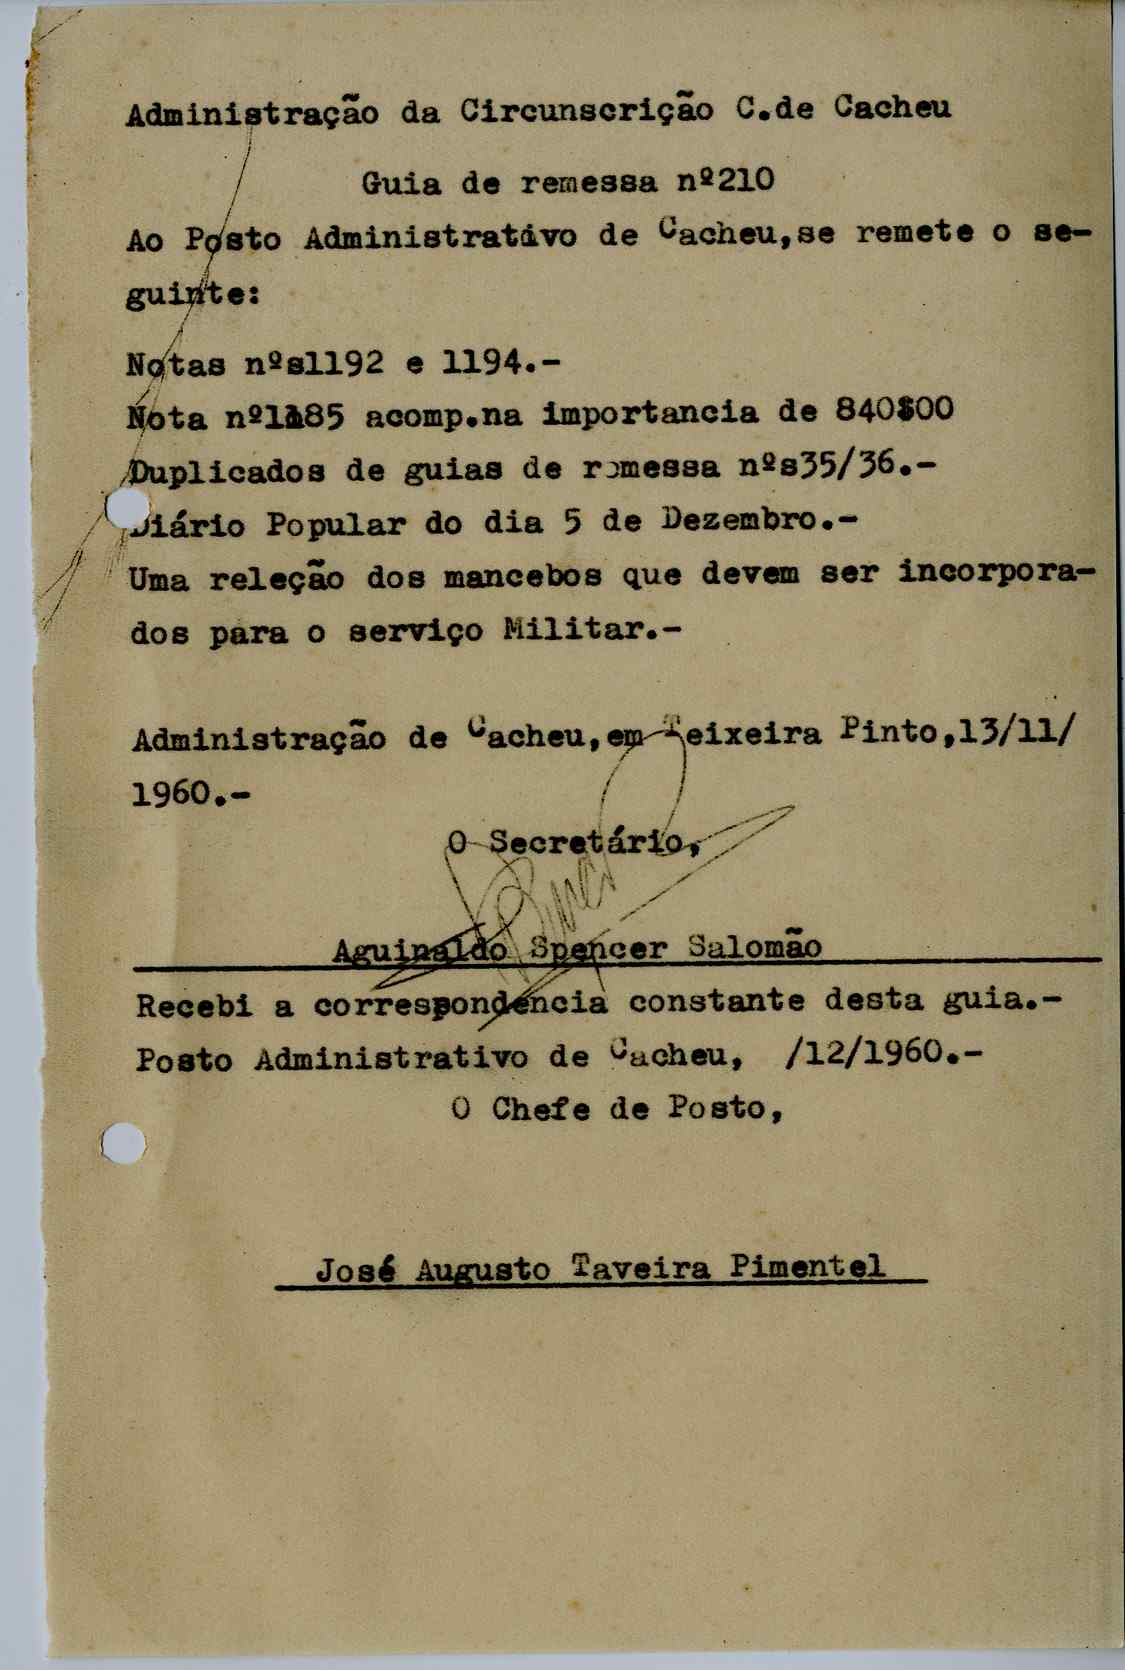 Administração da Circunscrição C.de Cacheu
Guia de remessa nº210
Ao Posto Administrativo de Cacheu,se remete o se-
guinte:
Notas nºs1192 e 1194.-
Nota nº1185 acomp.na importancia de 840$00
Duplicados de guias de remessa nºs35/36.-
Diário Popular do dia 5 de Dezembro.-
Uma releção dos mancebos que devem ser incorpora-
dos para o serviço Militar.-
Administração de Cacheu,em Teixeira Pinto,13/11/
1960.-
O Secretário,
Aguinaldo Spencer Salomão
Recebi a correspondência constante desta guia.-
Posto Administrativo de Cacheu, /12/1960.-
O Chefe de Posto,
José Augusto Taveira Pimentel